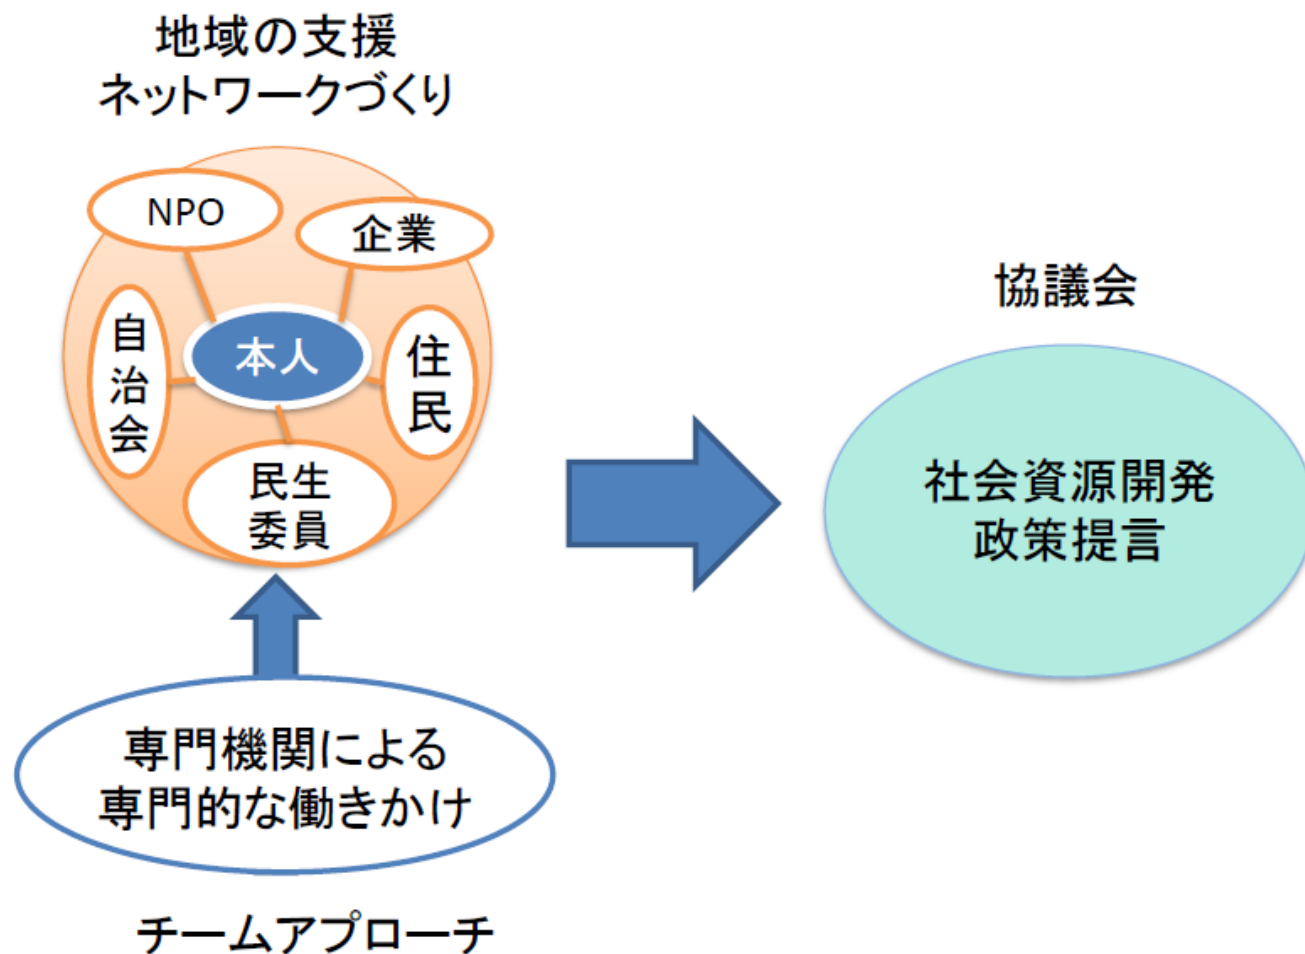 地域の支援
ネットワークづくり
NPO
企業
自治会
本人
住民
民生
委員
専門機関による
専門的な働きかけ
チームアプローチ
協議会
社会資源開発
政策提言